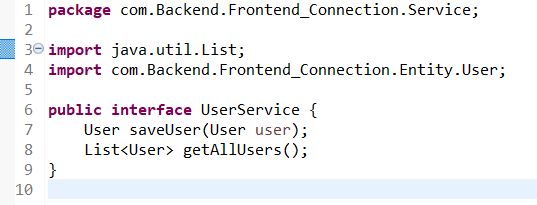 1 package com.Backend.Frontend_Connection.Service;
2
3 import java.util.List;
4 import com.Backend.Frontend_Connection.Entity.User;
5
6 public interface UserService {
7     User saveUser(User user);
8     List<User> getAllUsers();
9 }
10